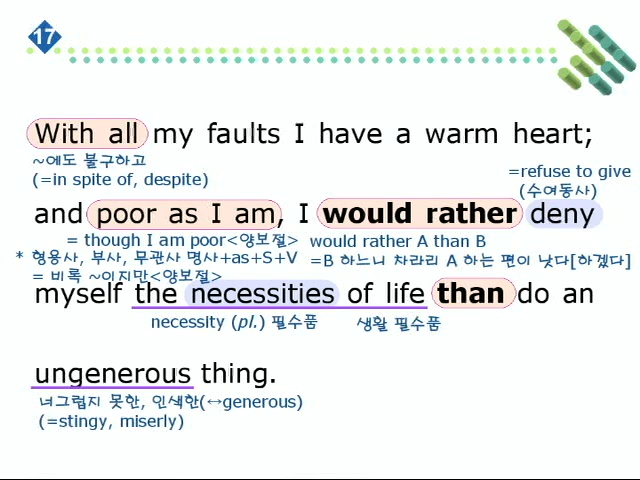 17
With all my faults I have a warm heart;
~에도 불구하고
(=in spite of, despite)
=refuse to give
(수여동사)
and poor as I am, I would rather deny
= though I am poor<양보절>
would rather A than B
* 형용사, 부사, 무관사 명사+as+S+V
=B 하느니 차라리 A 하는 편이 낫다[하겠다]
= 비록 ~이지만<양보절>
myself the necessities of life than do an
necessity (pl.) 필수품
생활 필수품
ungenerous thing.
너그럽지 못한, 인색한(↔generous)
(=stingy, miserly)